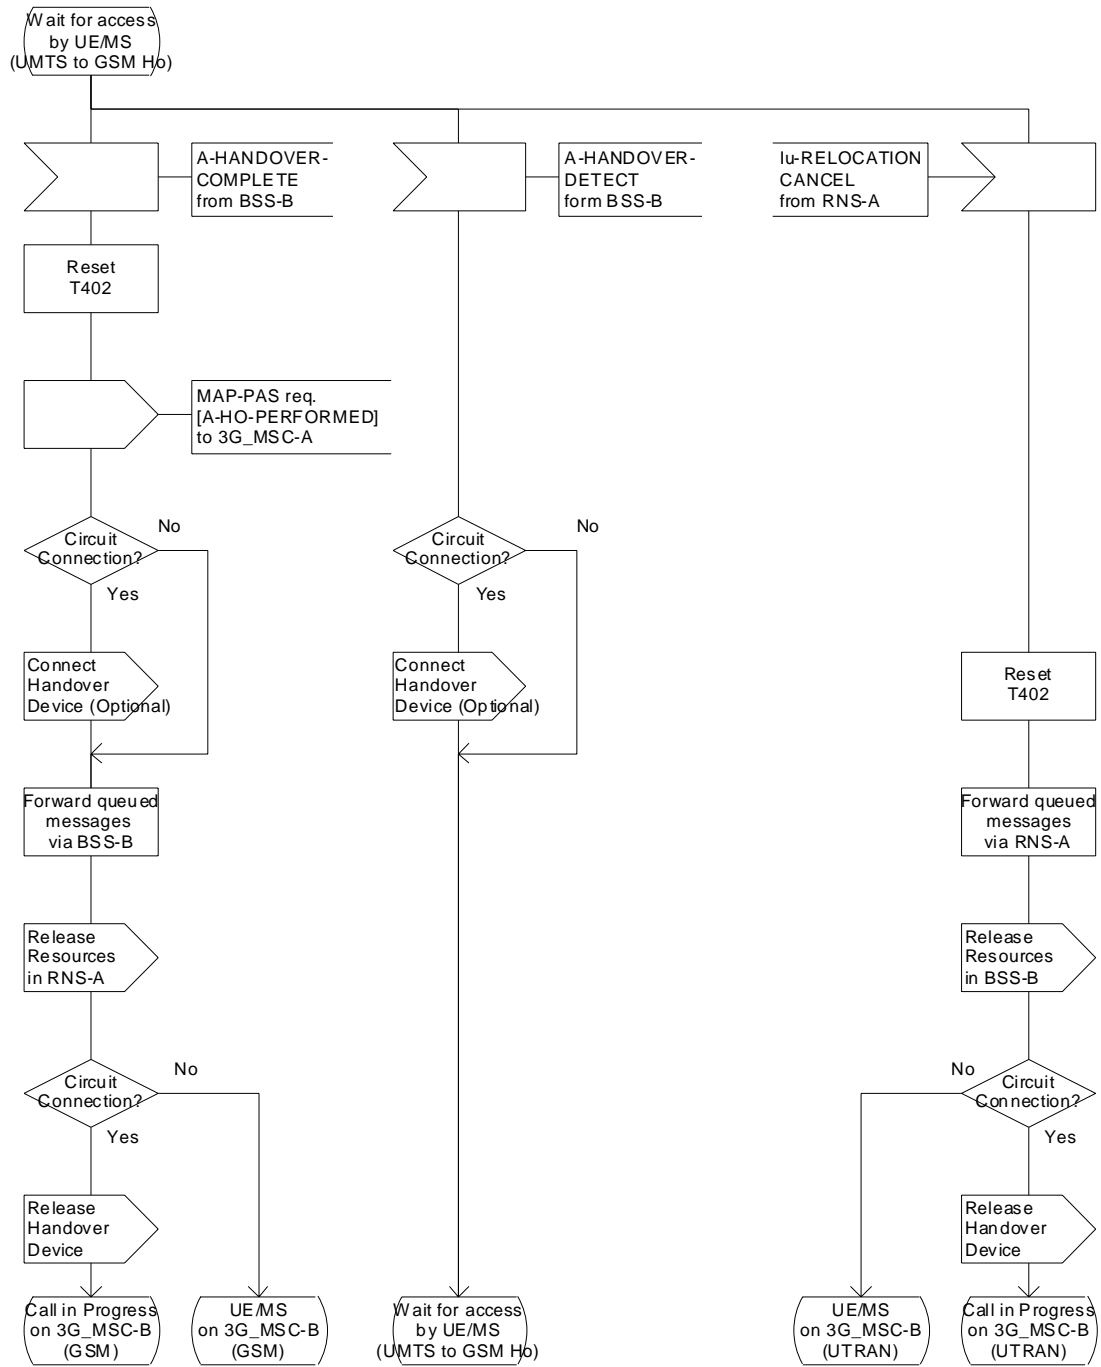 Wait for access
by UE/MS
(UMTS to GSM Ho)
A-HANDOVER-
COMPLETE
from BSS-B
A-HANDOVER-
DETECT
form BSS-B
Iu-RELOCATION
CANCEL
from RNS-A
Reset
T402
MAP-PAS req.
[A-HO-PERFORMED]
to 3G_MSC-A
No
Circuit
Connection?
Yes
No
Circuit
Connection?
Yes
Connect
Handover
Device (Optional)
Connect
Handover
Device (Optional)
Reset
T402
Forward queued
messages
via BSS-B
Forward queued
messages
via RNS-A
Release
Resources
in RNS-A
Release
Resources
in BSS-B
No
Circuit
Connection?
Yes
No
Circuit
Connection?
Yes
Release
Handover
Device
Release
Handover
Device
Call in Progress
on 3G_MSC-B
(GSM)
UE/MS
on 3G_MSC-B
(GSM)
Wait for access
by UE/MS
(UMTS to GSM Ho)
UE/MS
on 3G_MSC-B
(UTRAN)
Call in Progress
on 3G_MSC-B
(UTRAN)